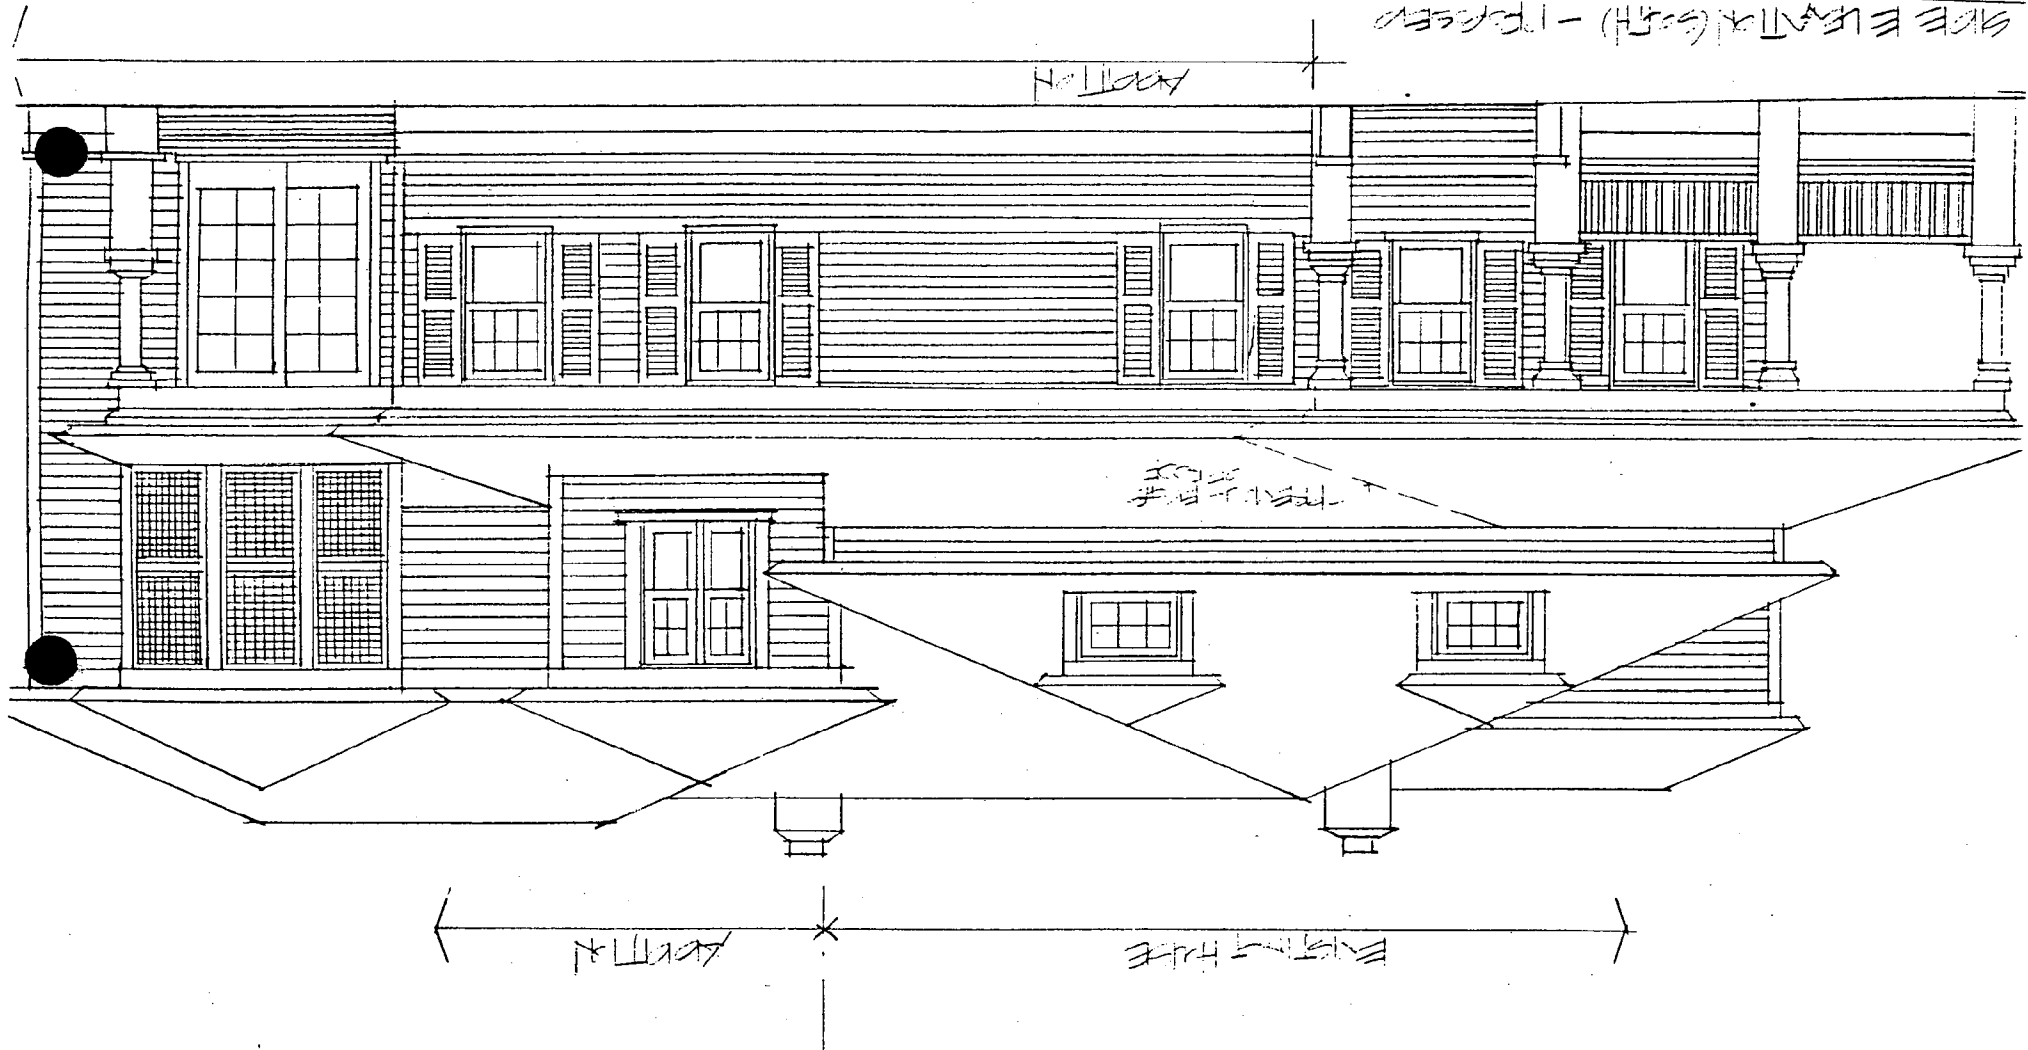 EXISTING HOUSE
ADDITION
ADDITION
SIDE ELEVATION (SOUTH) - PROPOSED